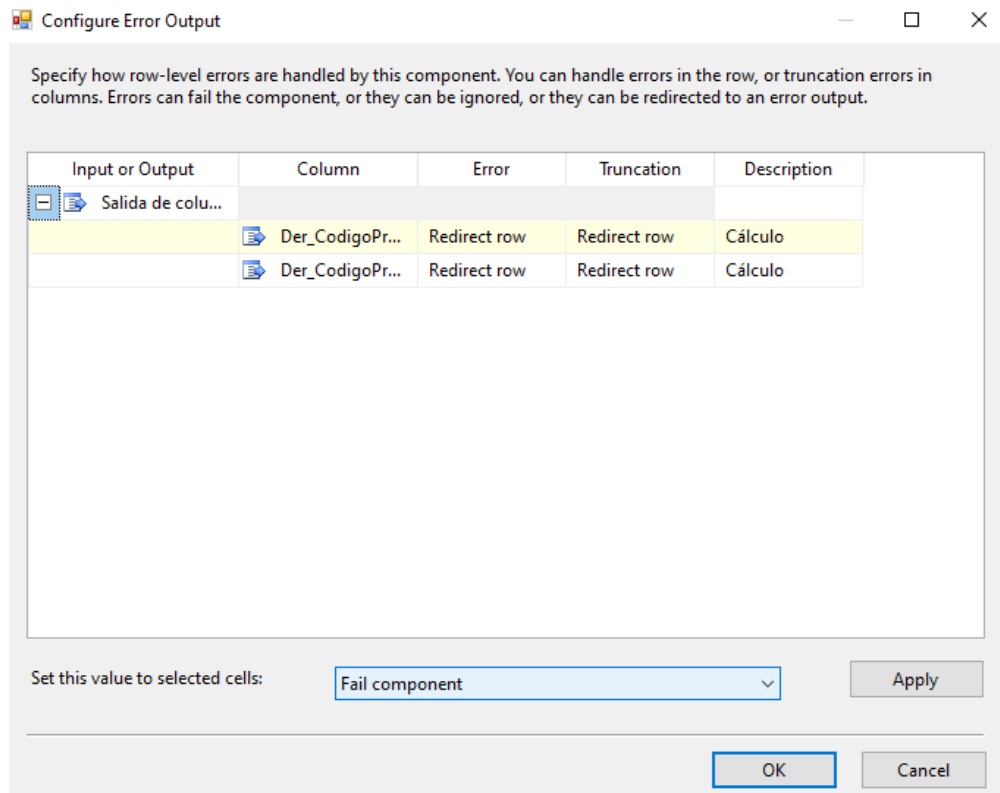 Configure Error Output
Specify how row-level errors are handled by this component. You can handle errors in the row, or truncation errors in
columns. Errors can fail the component, or they can be ignored, or they can be redirected to an error output.
Input or Output Column Error Truncation Description
Salida de colu...
Der_CodigoPr... Redirect row Redirect row Cálculo
Der_CodigoPr... Redirect row Redirect row Cálculo
Set this value to selected cells: Fail component Apply
OK Cancel